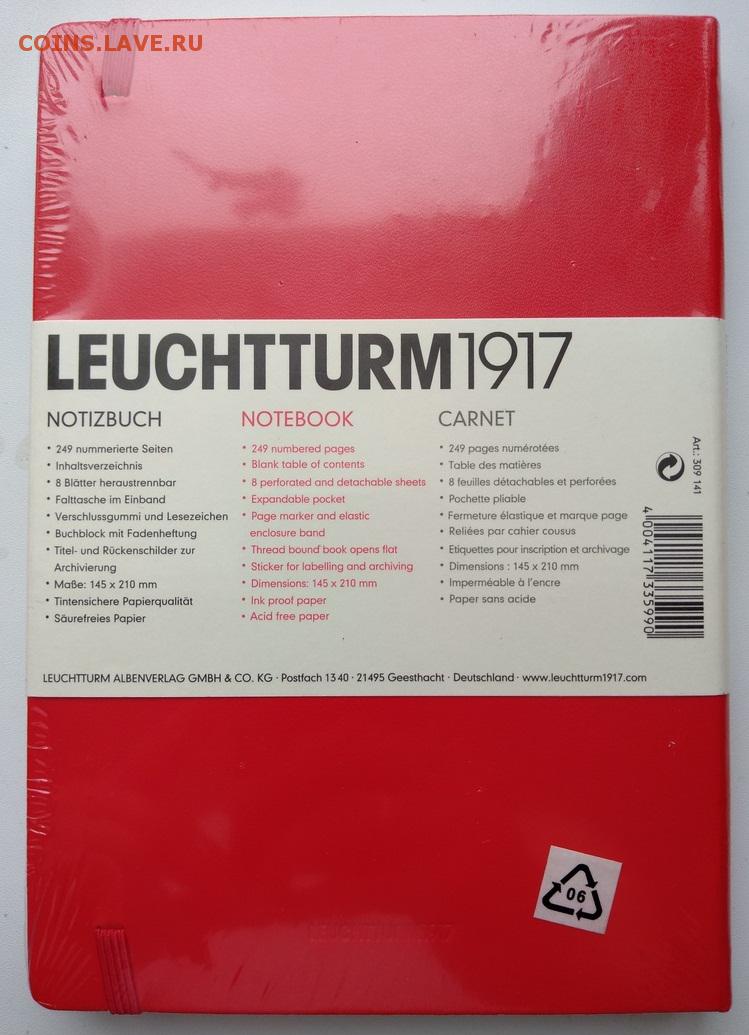 COINS.LAVE.RU
LEUCHTTURM1917
NOTIZBUCH
• 249 nummerierte Seiten
• Inhaltsverzeichnis
• 8 Blätter heraustrennbar
• Falttasche im Einband
• Verschlussgummi und Lesezeichen
• Buchblock mit Fadenheftung
• Titel- und Rückenschilder zur
Archivierung
• Maße: 145 x 210 mm
• Tintensichere Papierqualität
• Säurefreies Papier
NOTEBOOK
• 249 numbered pages
• Blank table of contents
• 8 perforated and detachable sheets
• Expandable pocket
• Page marker and elastic
enclosure band
• Thread bound book opens flat
• Sticker for labelling and archiving
• Dimensions: 145 x 210 mm
• Ink proof paper
• Acid free paper
CARNET
• 249 pages numérotées
• Table des matières
• 8 feuilles détachables et perforées
• Pochette pliable
• Fermeture élastique et marque page
• Reliées par cahier cousus
• Etiquettes pour inscription et archivage
• Dimensions : 145 x 210 mm
• Imperméable à l'encre
• Paper sans acide
Art.: 309 141
4 004117 335990
LEUCHTTURM ALBENVERLAG GMBH & CO. KG · Postfach 13 40 · 21495 Geesthacht · Deutschland · www.leuchtturm1917.com
06
LEUCHTTURM1917